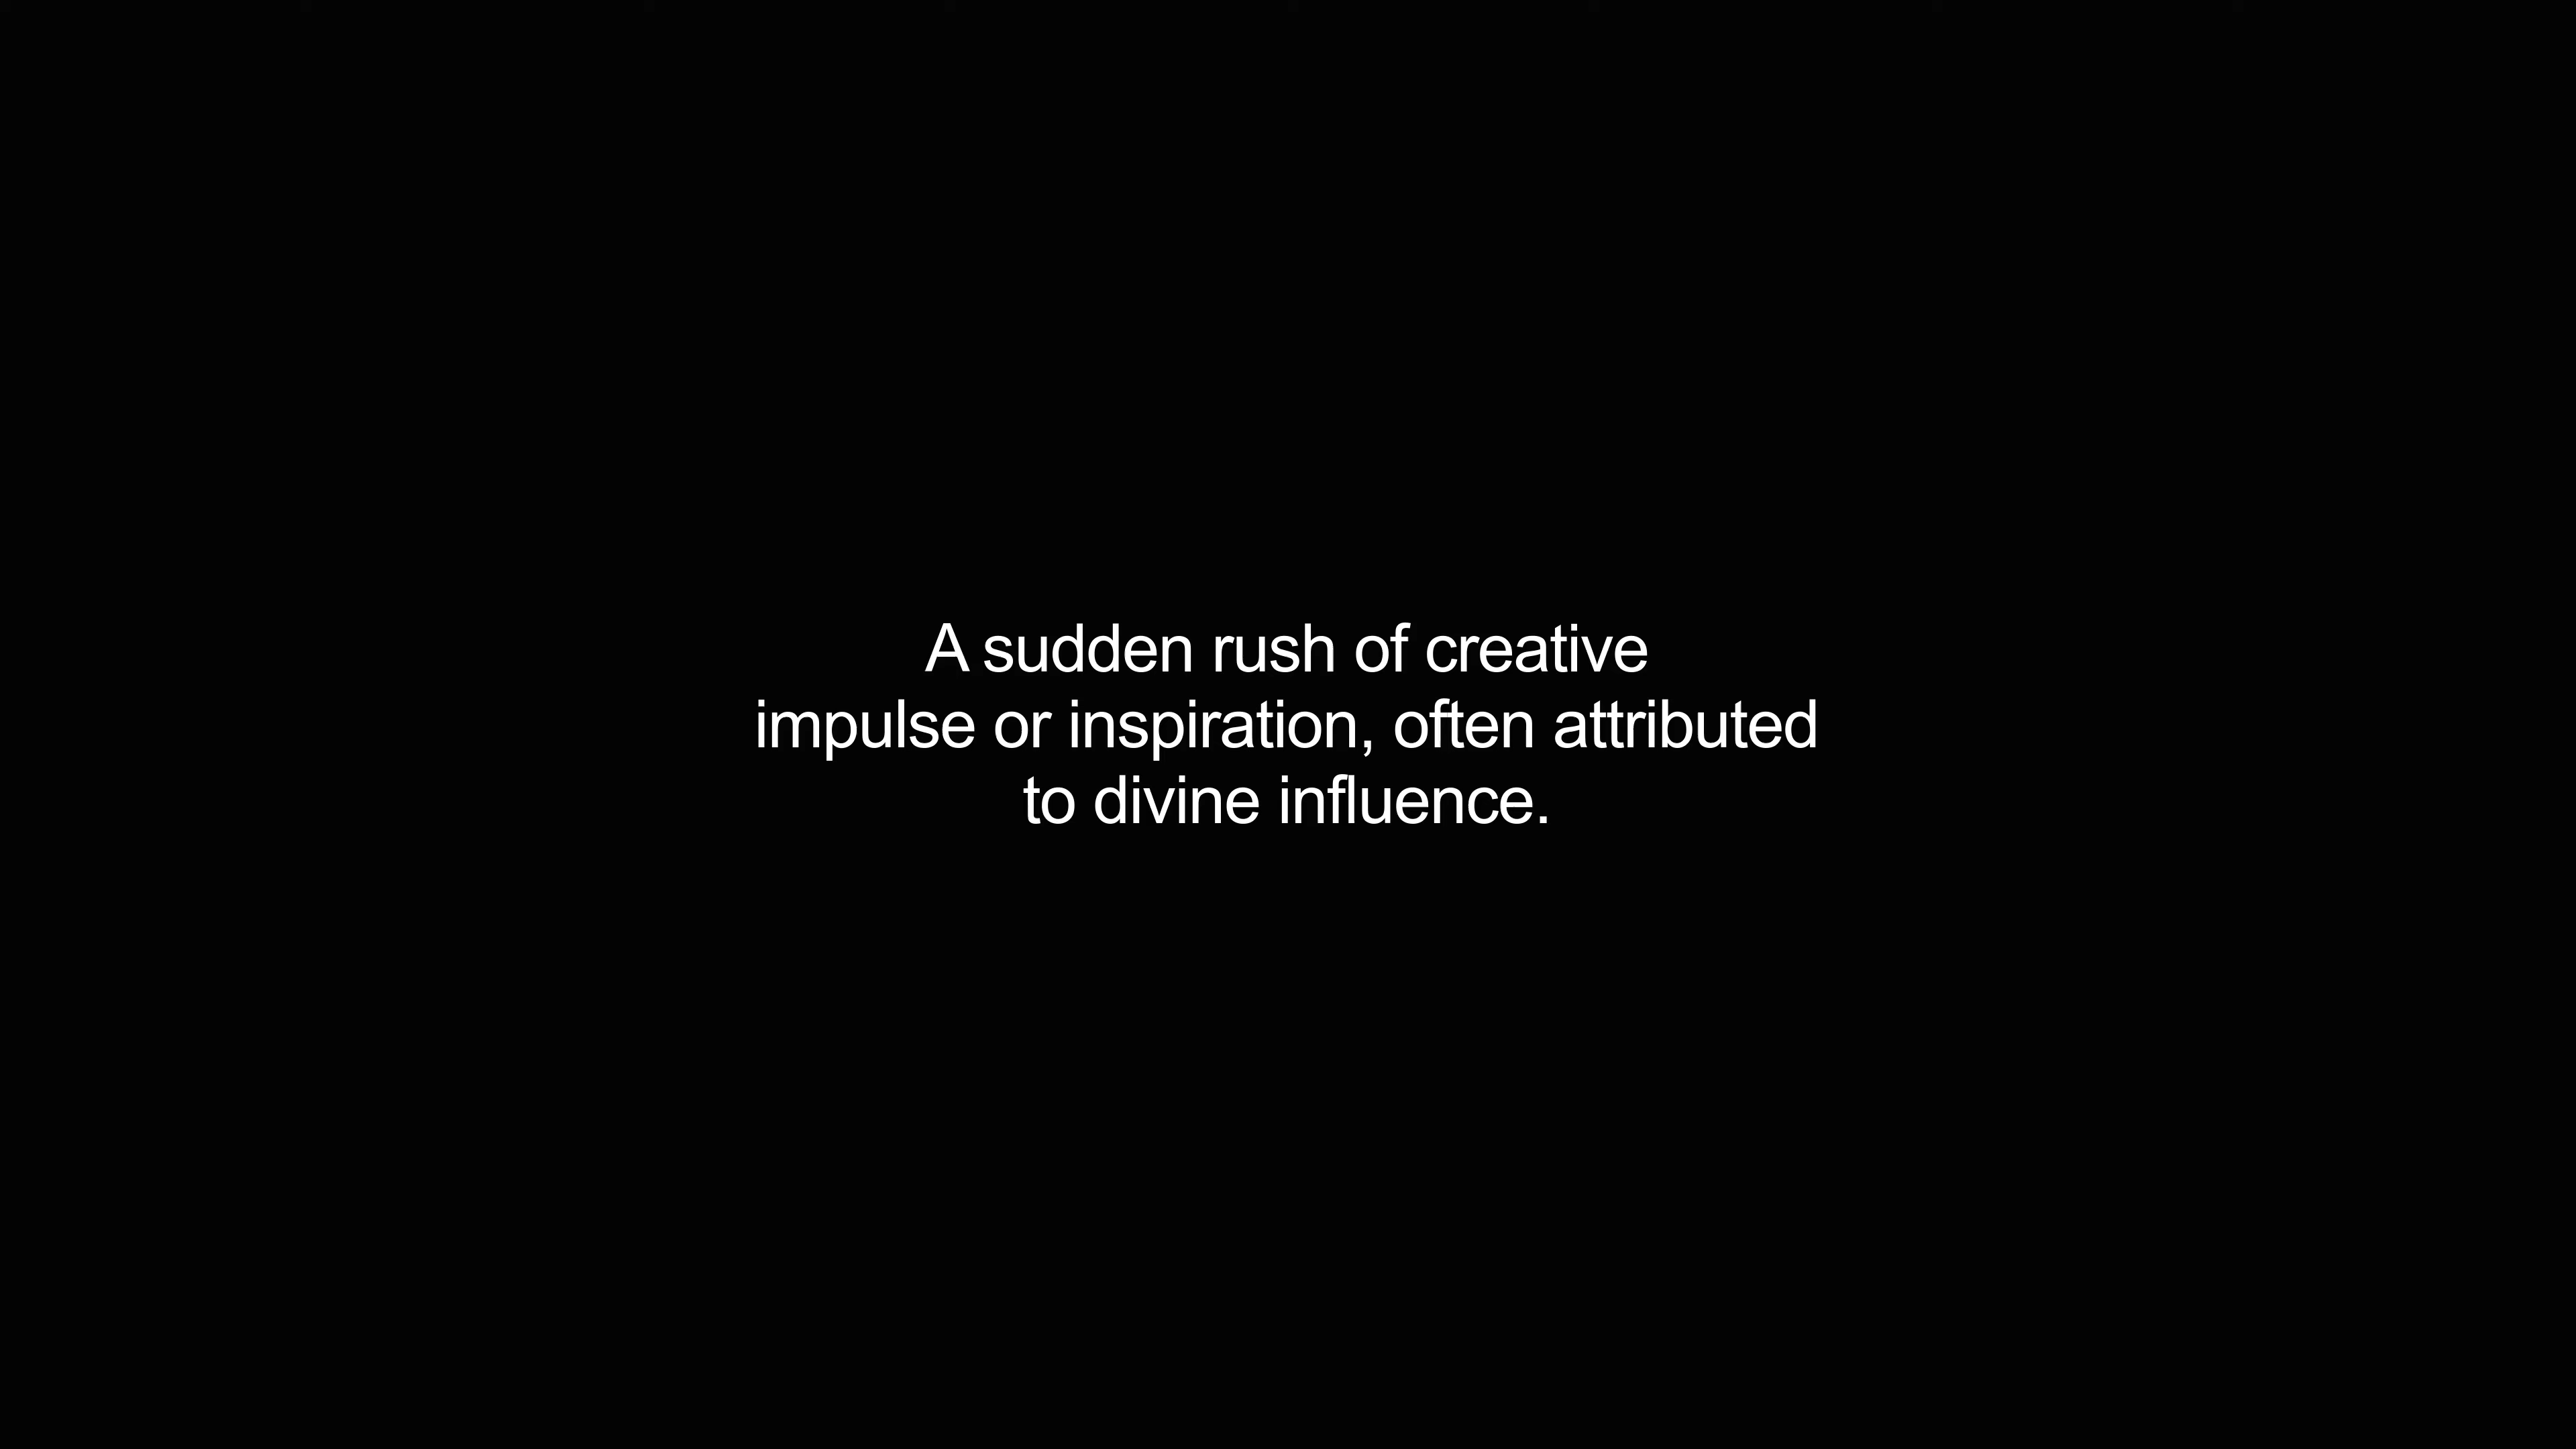 A sudden rush of creative
impulse or inspiration, often attributed
to divine influence.